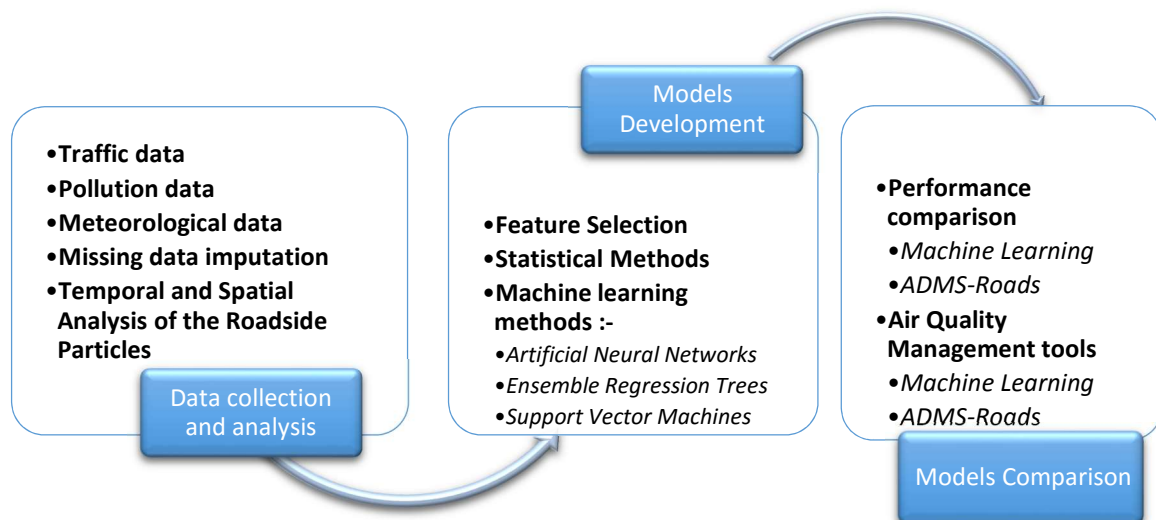 •Traffic data
•Pollution data
•Meteorological data
•Missing data imputation
•Temporal and Spatial
Analysis of the Roadside
Particles
Data collection
and analysis
Models
Development
•Feature Selection
•Statistical Methods
•Machine learning
methods :-
•Artificial Neural Networks
•Ensemble Regression Trees
•Support Vector Machines
•Performance
comparison
•Machine Learning
•ADMS-Roads
•Air Quality
Management tools
•Machine Learning
•ADMS-Roads
Models Comparison